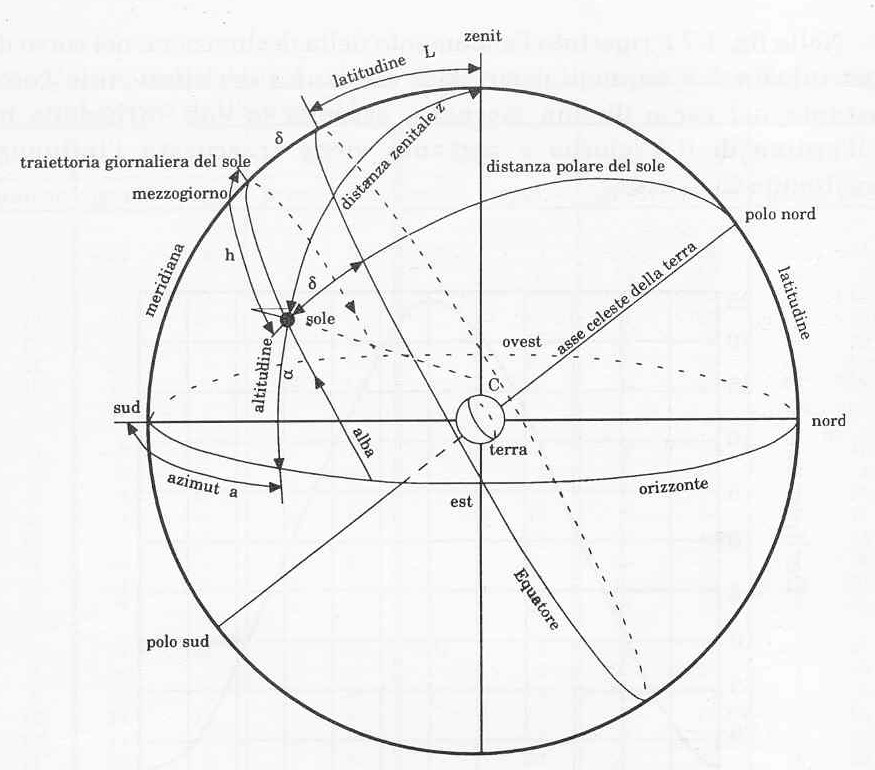 zenit
latitudine L
δ
distanza zenitale z
traiettoria giornaliera del sole
distanza polare del sole
mezzogiorno
polo nord
h
meridiana
δ
asse celeste della terra
latitudine
sole
ovest
altitudine
α
C
sud
nord
alba
terra
azimut a
orizzonte
est
Equatore
polo sud